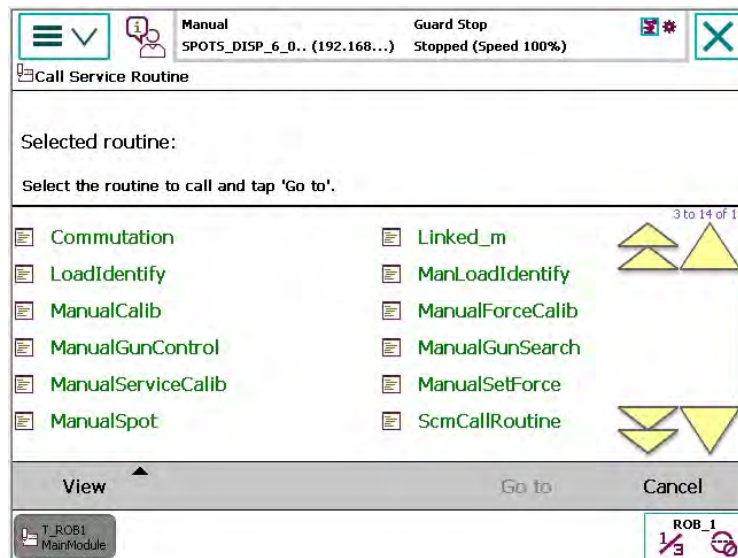 Manual
Guard Stop
SPOTS_DISP_6_0.. (192.168...)
Stopped (Speed 100%)
Call Service Routine
Selected routine:
Select the routine to call and tap 'Go to'.
3 to 14 of 1
Commutation
Linked_m
LoadIdentify
ManLoadIdentify
ManualCalib
ManualForceCalib
ManualGunControl
ManualGunSearch
ManualServiceCalib
ManualSetForce
ManualSpot
ScmCallRoutine
View
Go to
Cancel
T_ROB1
MainModule
ROB_1
1/3